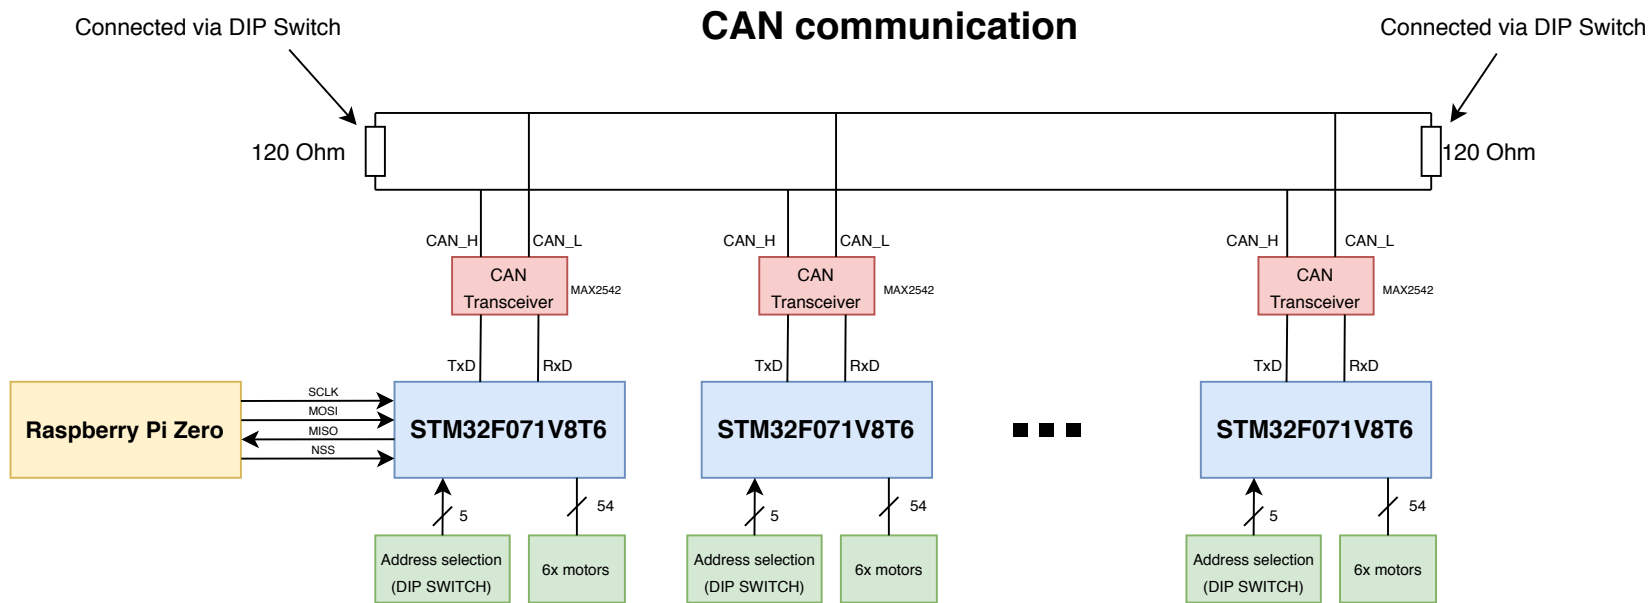 CAN communication
Connected via DIP Switch
Connected via DIP Switch
120 Ohm
120 Ohm
CAN_H
CAN_L
CAN_H
CAN_L
CAN_H
CAN_L
CAN
Transceiver
MAX2542
CAN
Transceiver
MAX2542
CAN
Transceiver
MAX2542
TxD
RxD
TxD
RxD
TxD
RxD
Raspberry Pi Zero
SCLK
MOSI
MISO
NSS
STM32F071V8T6
STM32F071V8T6
STM32F071V8T6
5
54
5
54
5
54
Address selection
(DIP SWITCH)
6x motors
Address selection
(DIP SWITCH)
6x motors
Address selection
(DIP SWITCH)
6x motors